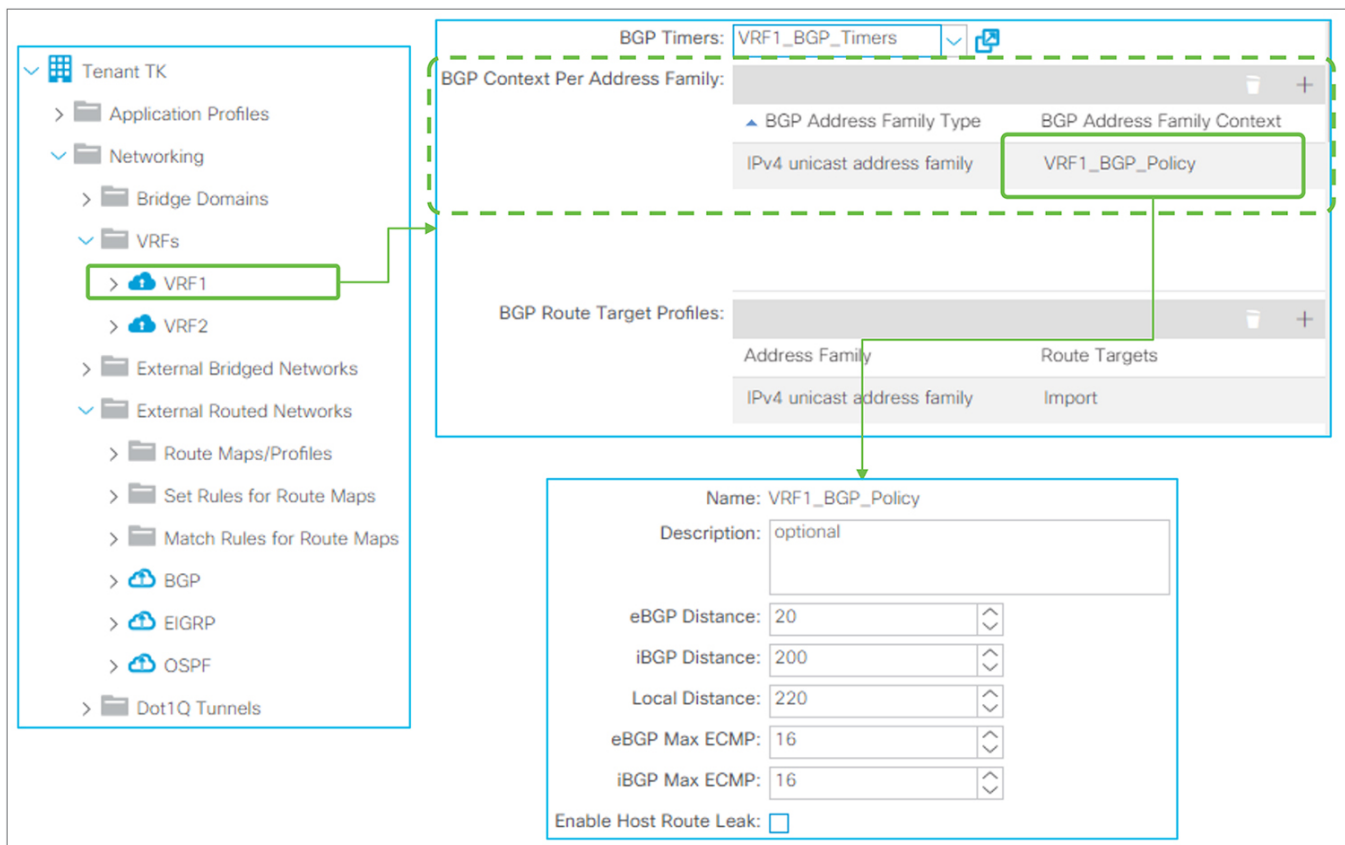 Tenant TK
Application Profiles
Networking
Bridge Domains
VRFs
VRF1
VRF2
External Bridged Networks
External Routed Networks
Route Maps/Profiles
Set Rules for Route Maps
Match Rules for Route Maps
BGP
EIGRP
OSPF
Dot1Q Tunnels
BGP Timers: VRF1_BGP_Timers
BGP Context Per Address Family:
BGP Address Family Type BGP Address Family Context
IPv4 unicast address family VRF1_BGP_Policy
BGP Route Target Profiles:
Address Family Route Targets
IPv4 unicast address family Import
Name: VRF1_BGP_Policy
Description: optional
eBGP Distance: 20
iBGP Distance: 200
Local Distance: 220
eBGP Max ECMP: 16
iBGP Max ECMP: 16
Enable Host Route Leak: